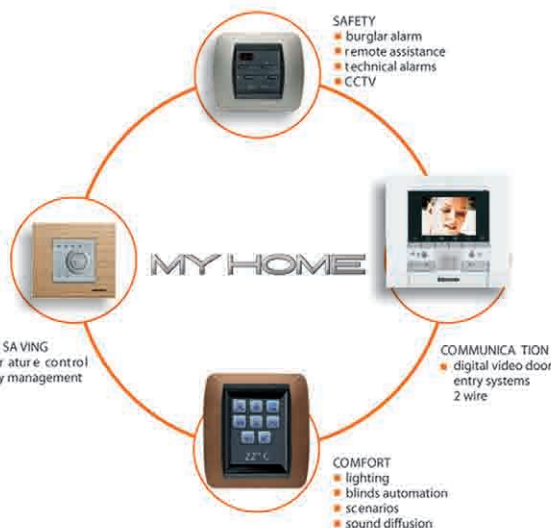 SAFETY
burglar alarm
remote assistance
technical alarms
CCTV
MY HOME
SA VING
r ature control
y management
COMMUNICA TION
digital video door
entry systems
2 wire
22° C
COMFORT
lighting
blinds automation
scenarios
sound diffusion